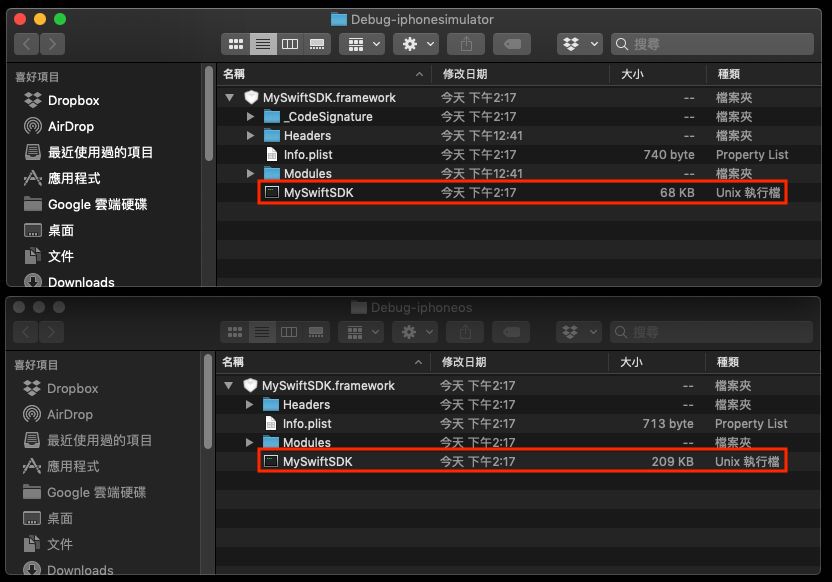 Debug-iphonesimulator
搜尋
喜好項目
Dropbox
AirDrop
最近使用過的項目
應用程式
Google 雲端硬碟
桌面
文件
Downloads
名稱 修改日期 大小 種類
MySwiftSDK.framework 今天 下午2:17 -- 檔案夾
_CodeSignature 今天 下午2:17 -- 檔案夾
Headers 今天 下午12:41 -- 檔案夾
Info.plist 今天 下午2:17 740 byte Property List
Modules 今天 下午12:41 -- 檔案夾
MySwiftSDK 今天 下午2:17 68 KB Unix 執行檔
Debug-iphoneos
搜尋
喜好項目
Dropbox
AirDrop
最近使用過的項目
應用程式
Google 雲端硬碟
桌面
文件
Downloads
名稱 修改日期 大小 種類
MySwiftSDK.framework 今天 下午2:17 -- 檔案夾
Headers 今天 下午2:17 -- 檔案夾
Info.plist 今天 下午2:17 713 byte Property List
Modules 今天 下午2:17 -- 檔案夾
MySwiftSDK 今天 下午2:17 209 KB Unix 執行檔